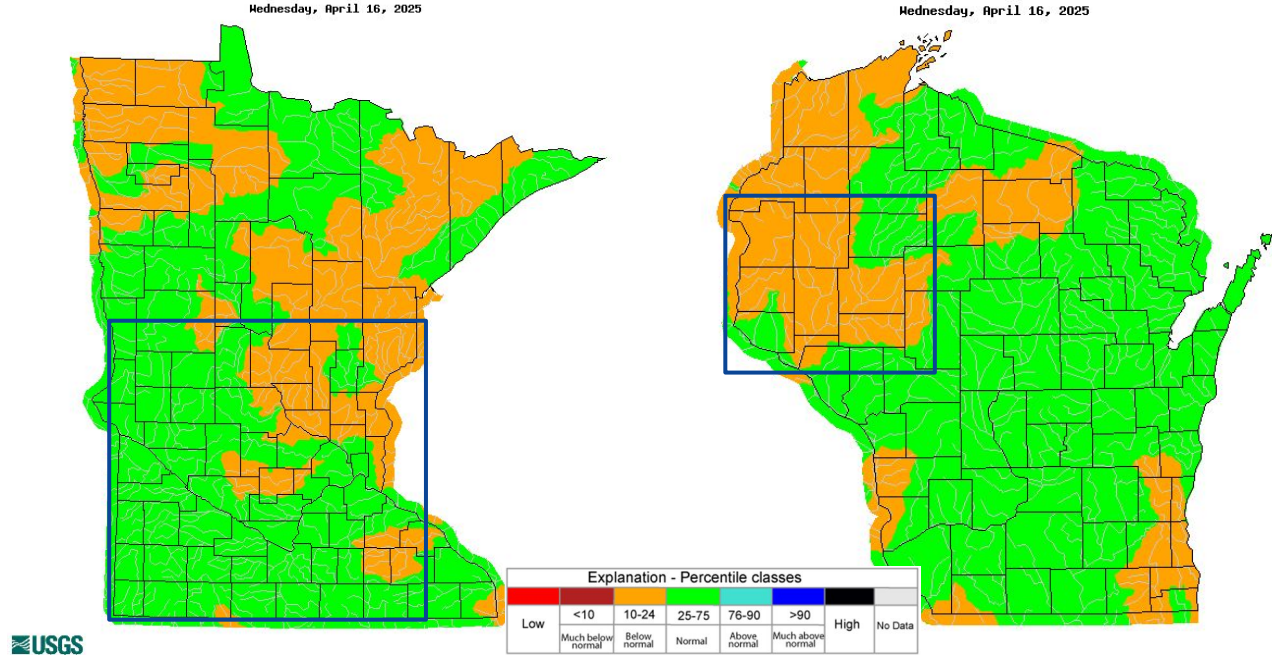 Wednesday, April 16, 2025
Wednesday, April 16, 2025
Explanation - Percentile classes
Low
<10
10-24
25-75
76-90
>90
High
No Data
Much below normal
Below normal
Normal
Above normal
Much above normal
USGS